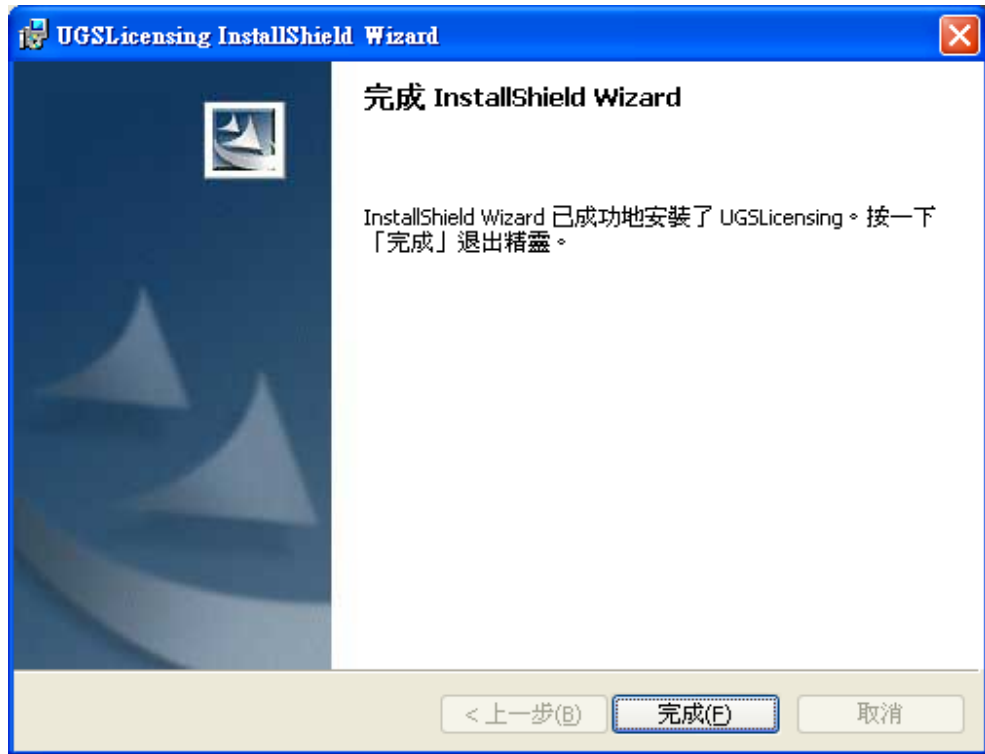 UGSLicensing InstallShield Wizard
完成 InstallShield Wizard
InstallShield Wizard 已成功地安裝了 UGSLicensing。按一下
「完成」退出精靈。
< 上一步(B)
完成(F)
取消